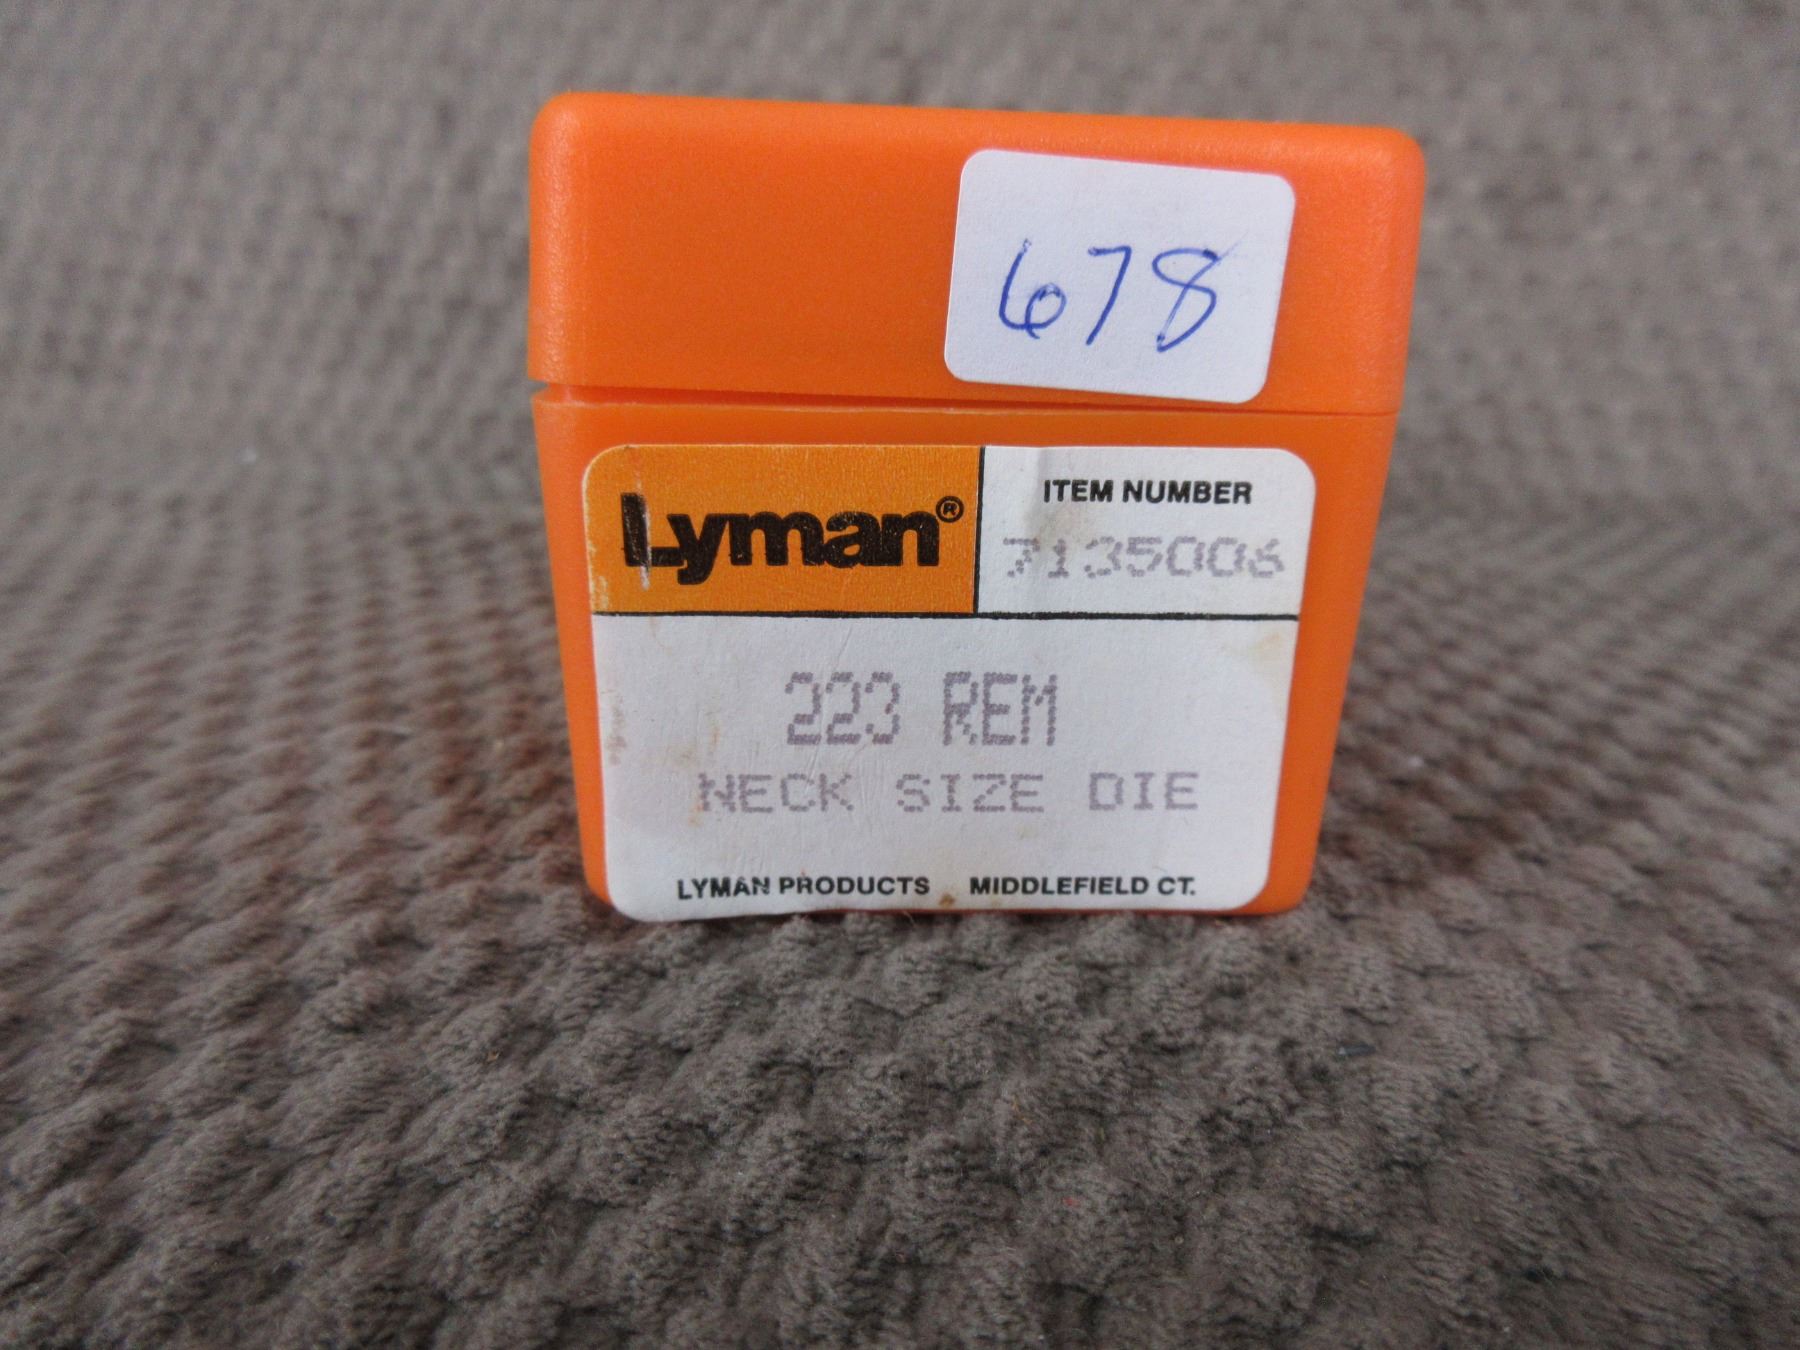 678
Lyman®
ITEM NUMBER
7135006
223 REM
NECK SIZE DIE
LYMAN PRODUCTS MIDDLEFIELD CT.